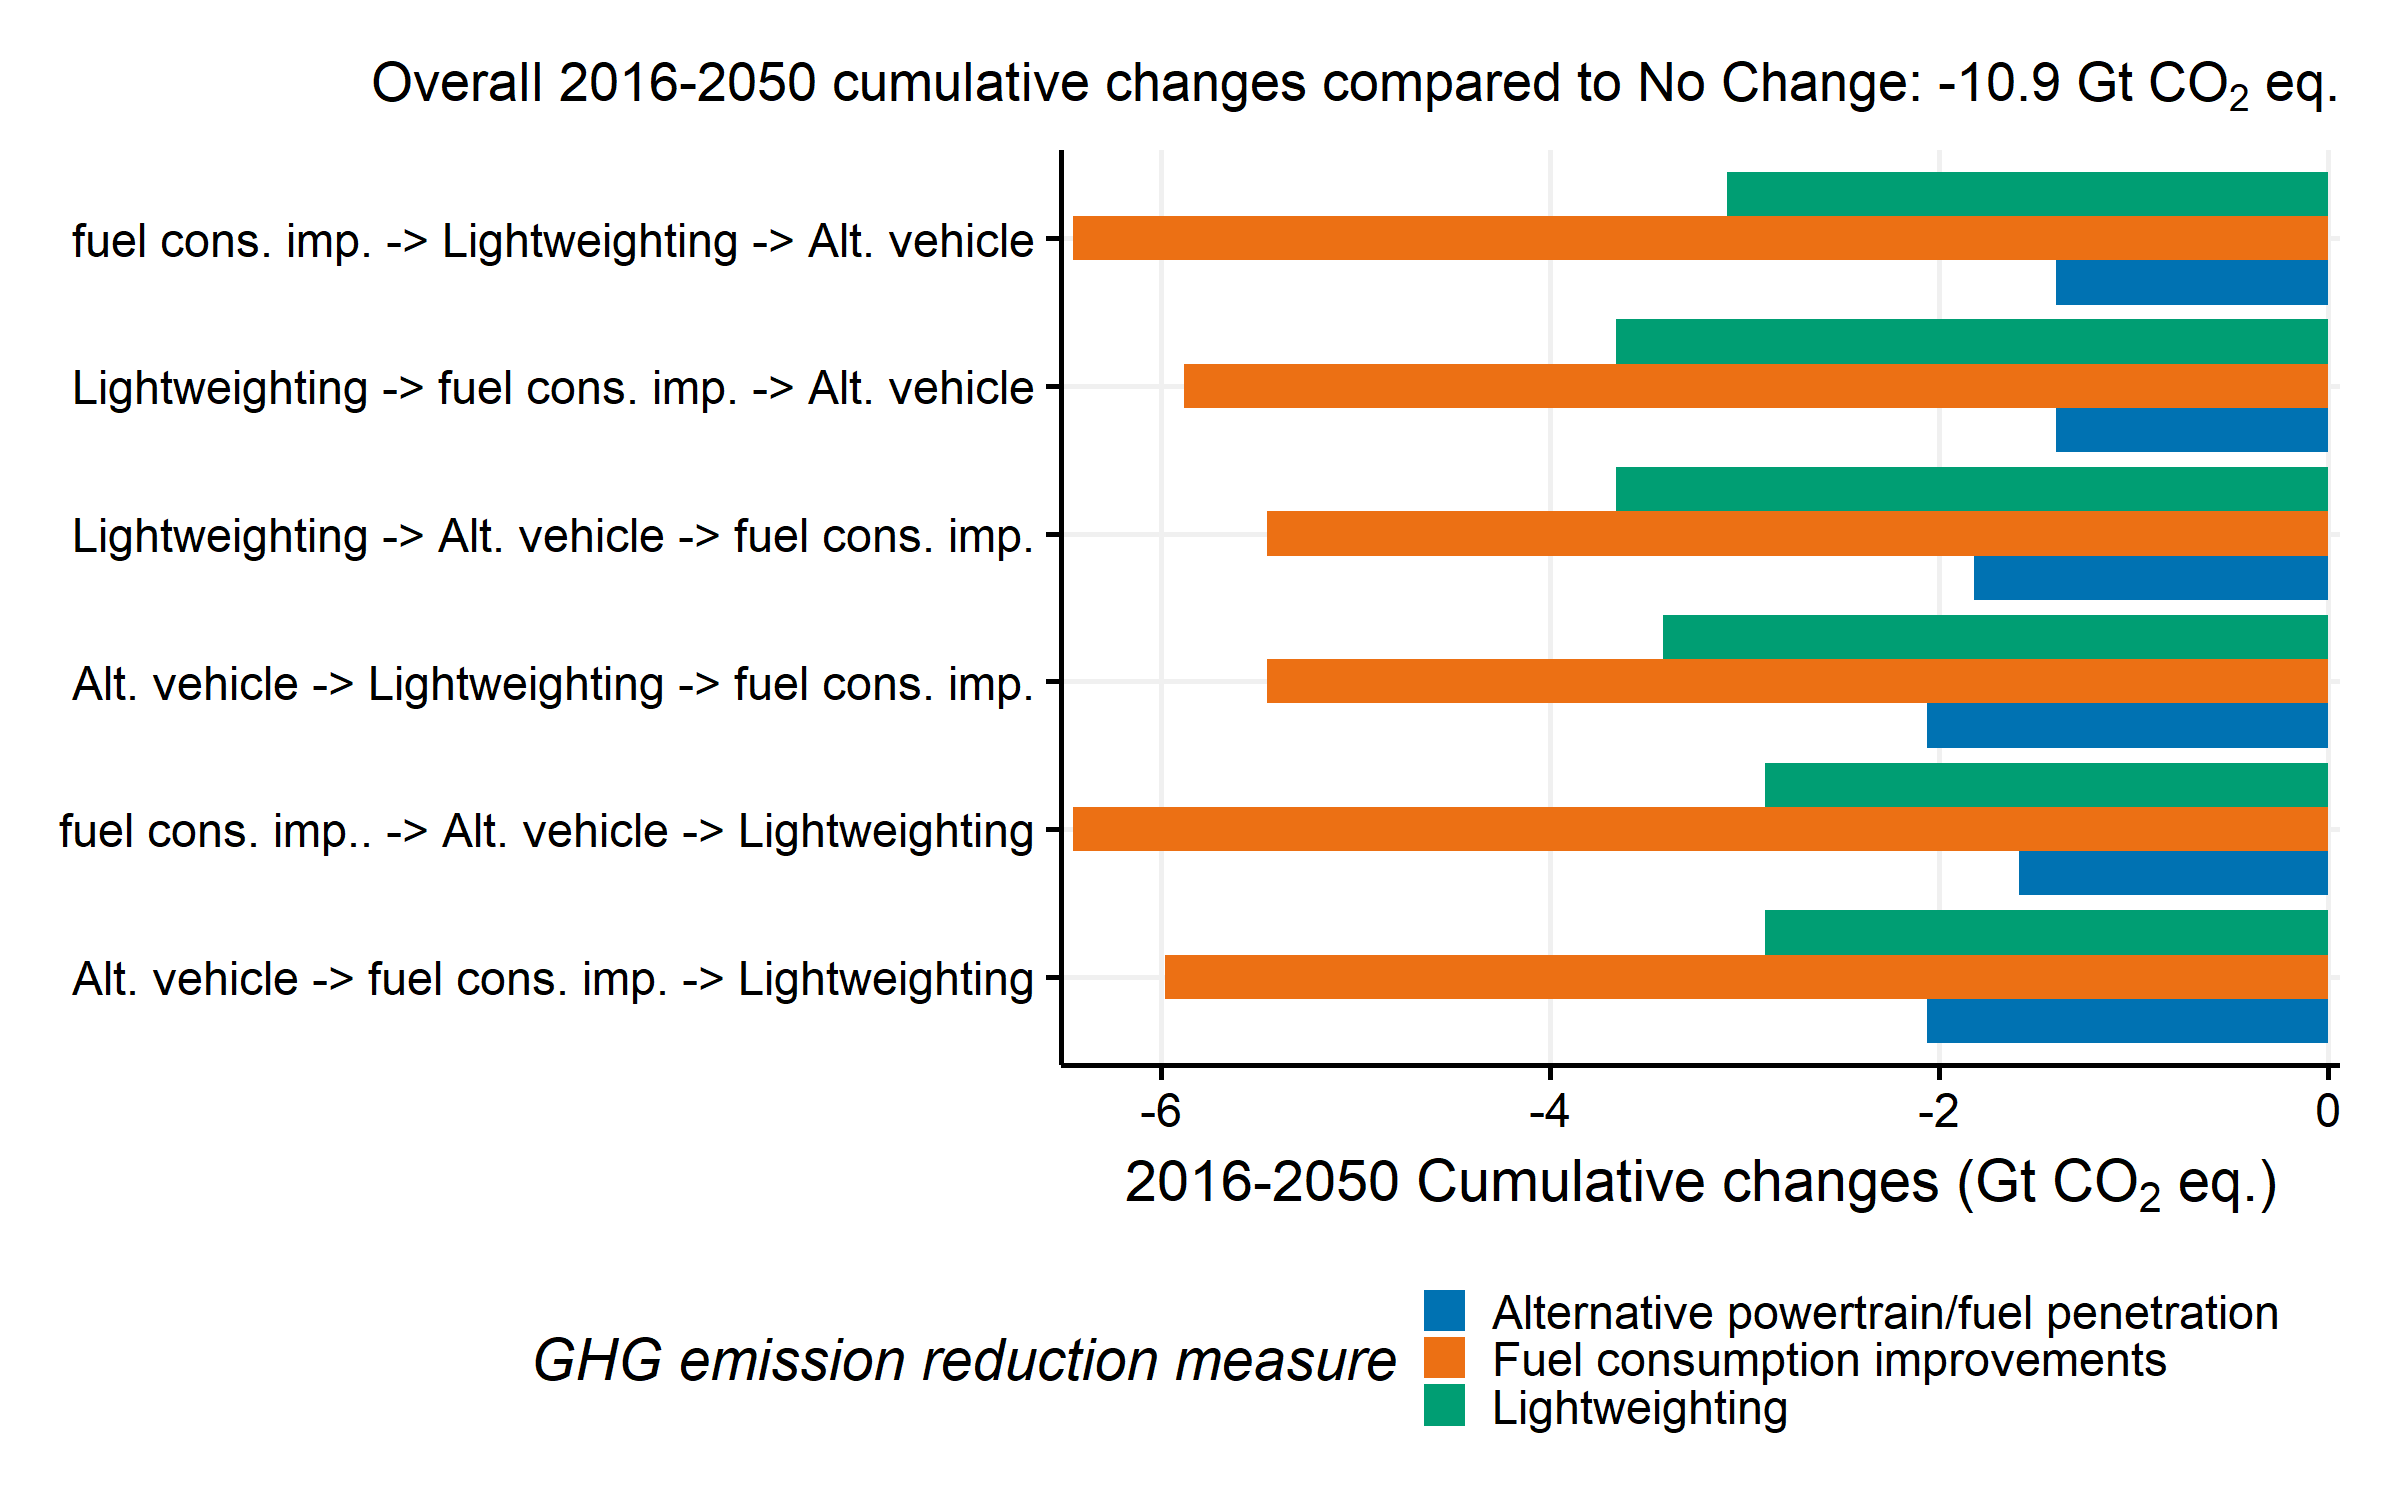 Overall 2016-2050 cumulative changes compared to No Change: -10.9 Gt CO₂ eq.
fuel cons. imp. -> Lightweighting -> Alt. vehicle
Lightweighting -> fuel cons. imp. -> Alt. vehicle
Lightweighting -> Alt. vehicle -> fuel cons. imp.
Alt. vehicle -> Lightweighting -> fuel cons. imp.
fuel cons. imp.. -> Alt. vehicle -> Lightweighting
Alt. vehicle -> fuel cons. imp. -> Lightweighting
-6 -4 -2 0
2016-2050 Cumulative changes (Gt CO₂ eq.)
GHG emission reduction measure
Alternative powertrain/fuel penetration
Fuel consumption improvements
Lightweighting